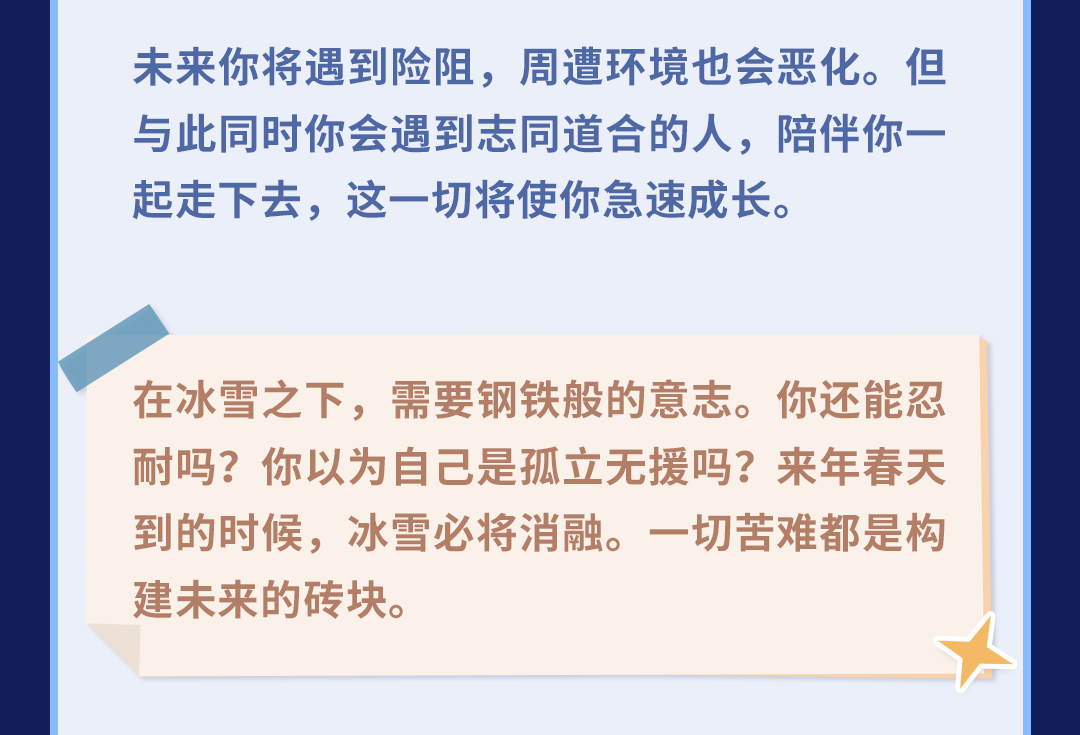 未来你将遇到险阻，周遭环境也会恶化。但
与此同时你会遇到志同道合的人，陪伴你一
起走下去，这一切将使你急速成长。
在冰雪之下，需要钢铁般的意志。你还能忍
耐吗？你以为自己是孤立无援吗？来年春天
到的时候，冰雪必将消融。一切苦难都是构
建未来的砖块。